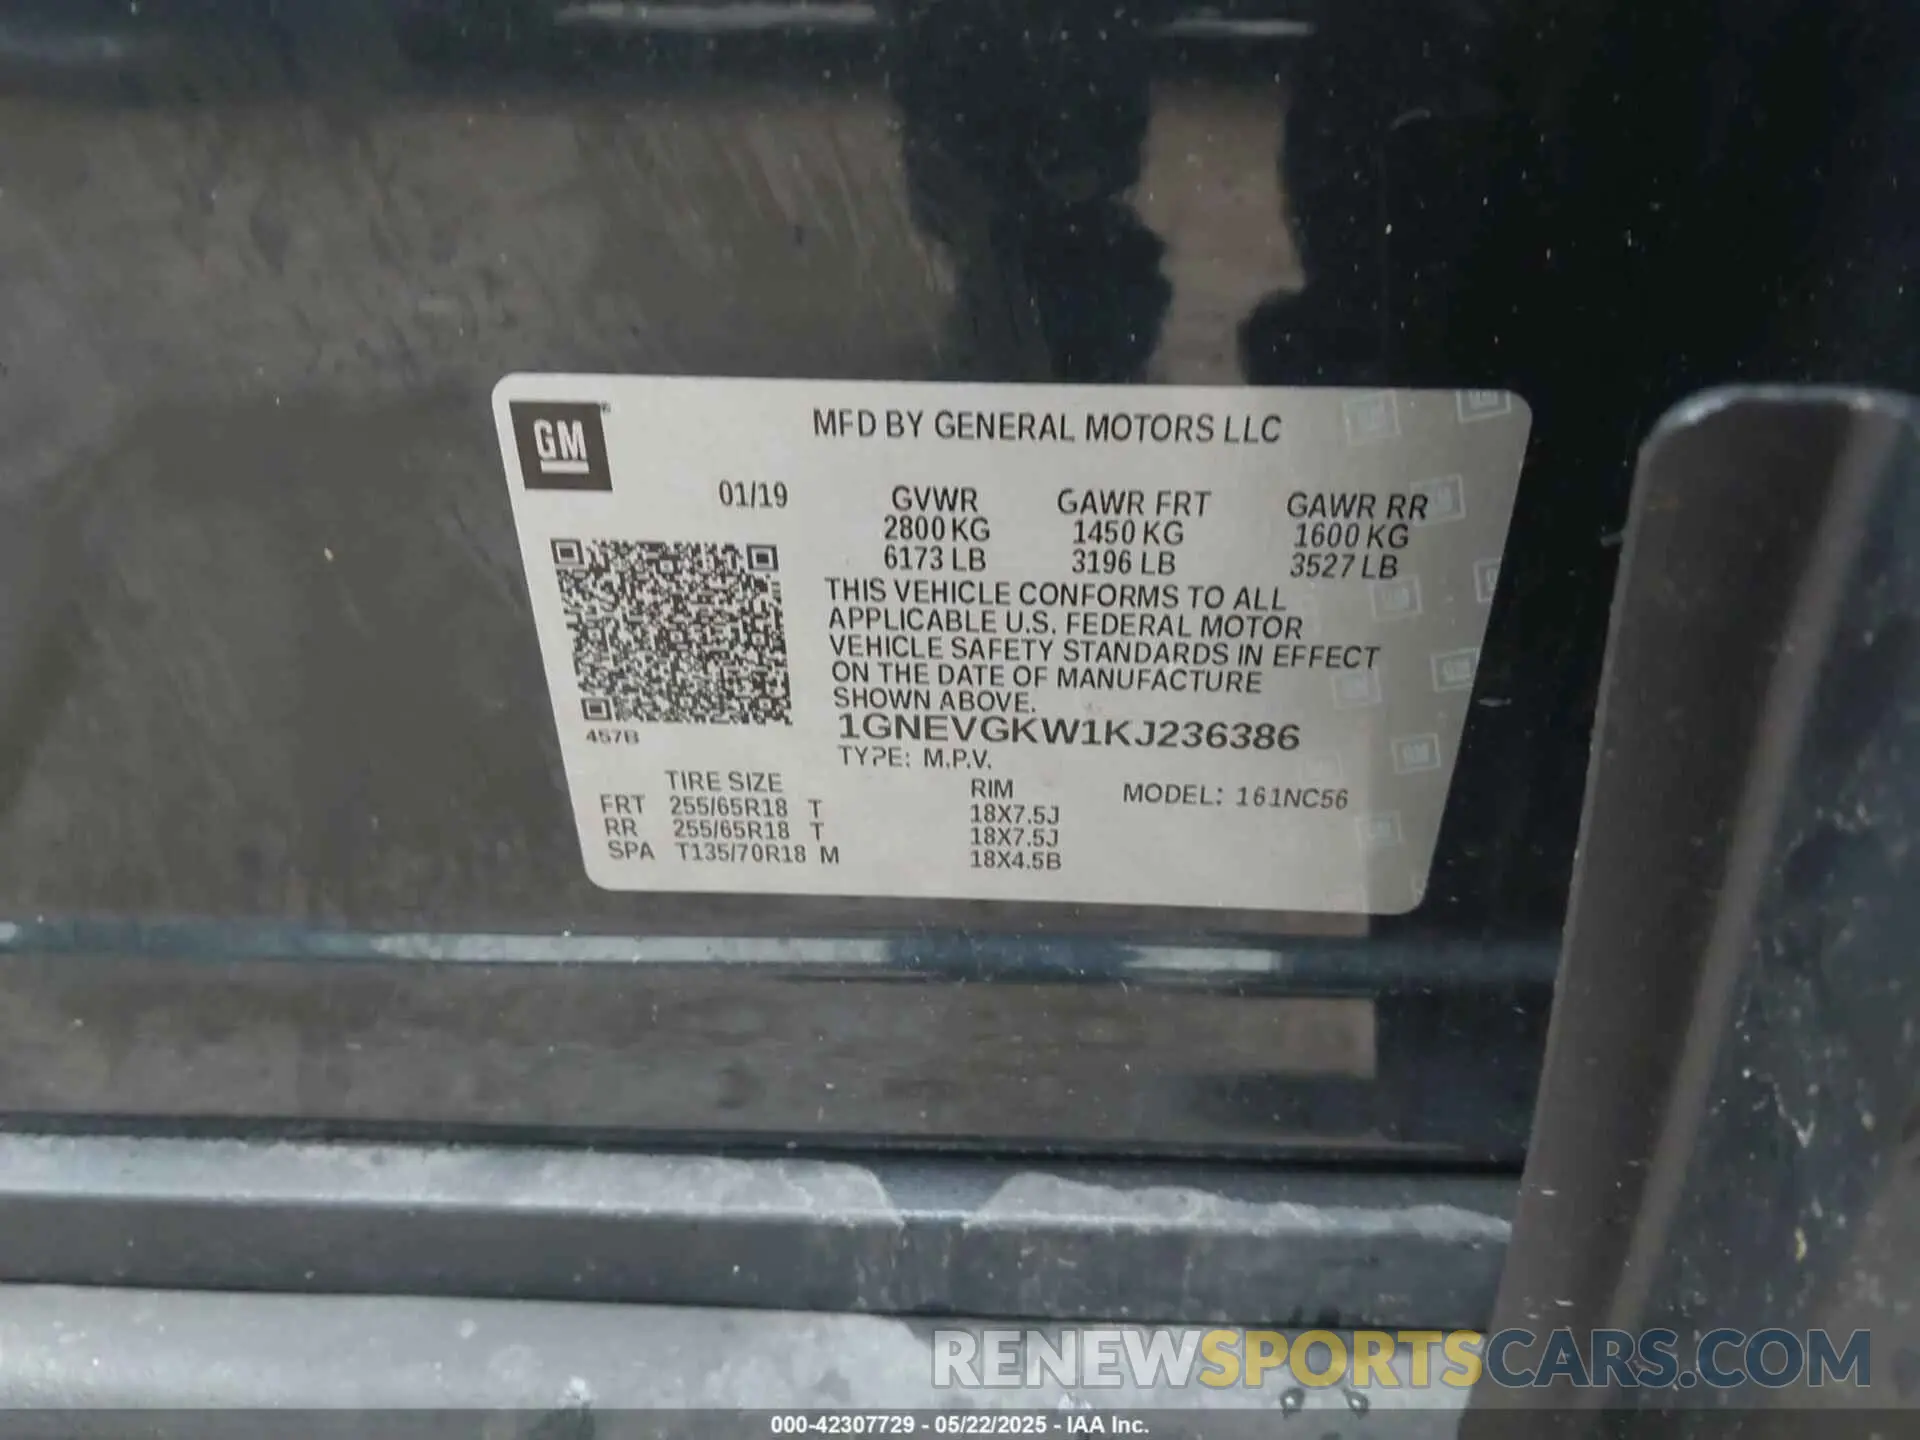 GM
MFD BY GENERAL MOTORS LLC
01/19
GVWR GAWR FRT GAWR RR
2800 KG 1450 KG 1600 KG
6173 LB 3196 LB 3527 LB
THIS VEHICLE CONFORMS TO ALL
APPLICABLE U.S. FEDERAL MOTOR
VEHICLE SAFETY STANDARDS IN EFFECT
ON THE DATE OF MANUFACTURE
SHOWN ABOVE.
1GNEVGKW1KJ236386
457B
TYPE: M.P.V.
TIRE SIZE RIM MODEL: 161NC56
FRT 255/65R18 T 18X7.5J
RR 255/65R18 T 18X7.5J
SPA T135/70R18 M 18X4.5B
RENEWSPORTSCARS.COM
000-42307729 - 05/22/2025 - IAA Inc.